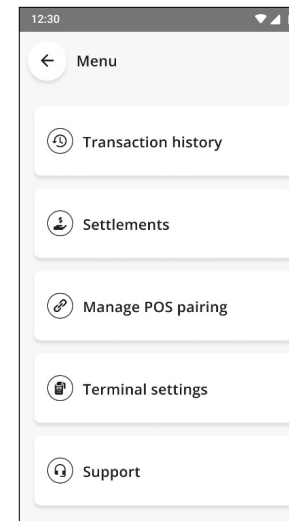 12:30
Menu
Transaction history
Settlements
Manage POS pairing
Terminal settings
Support